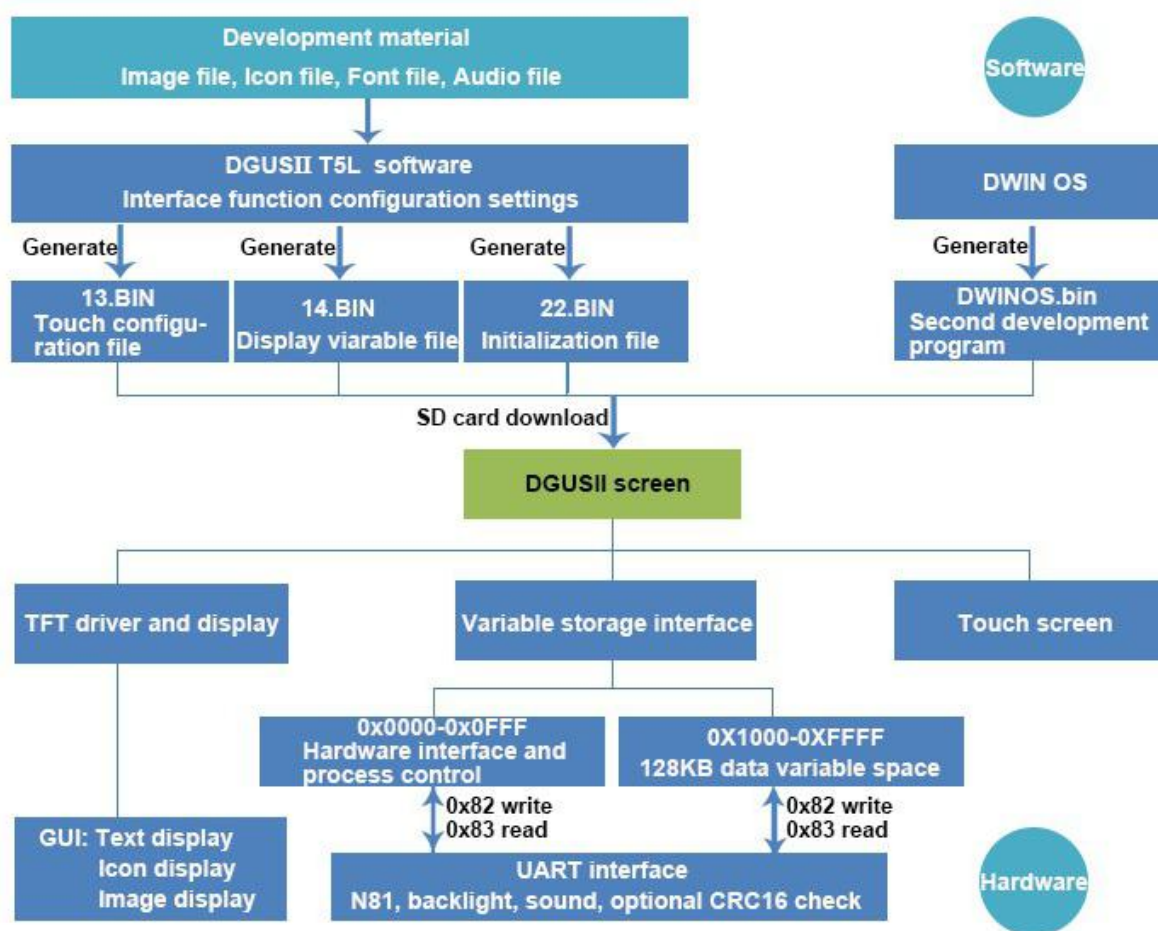 Development material
Image file, Icon file, Font file, Audio file
Software
DGUSII T5L software
Interface function configuration settings
DWIN OS
Generate
Generate
Generate
Generate
13.BIN
Touch configu-
ration file
14.BIN
Display viarable file
22.BIN
Initialization file
DWINOS.bin
Second development
program
SD card download
DGUSII screen
TFT driver and display
Variable storage interface
Touch screen
0x0000-0x0FFF
Hardware interface and
process control
0X1000-0XFFFF
128KB data variable space
0x82 write
0x83 read
0x82 write
0x83 read
GUI: Text display
Icon display
Image display
UART interface
N81, backlight, sound, optional CRC16 check
Hardware